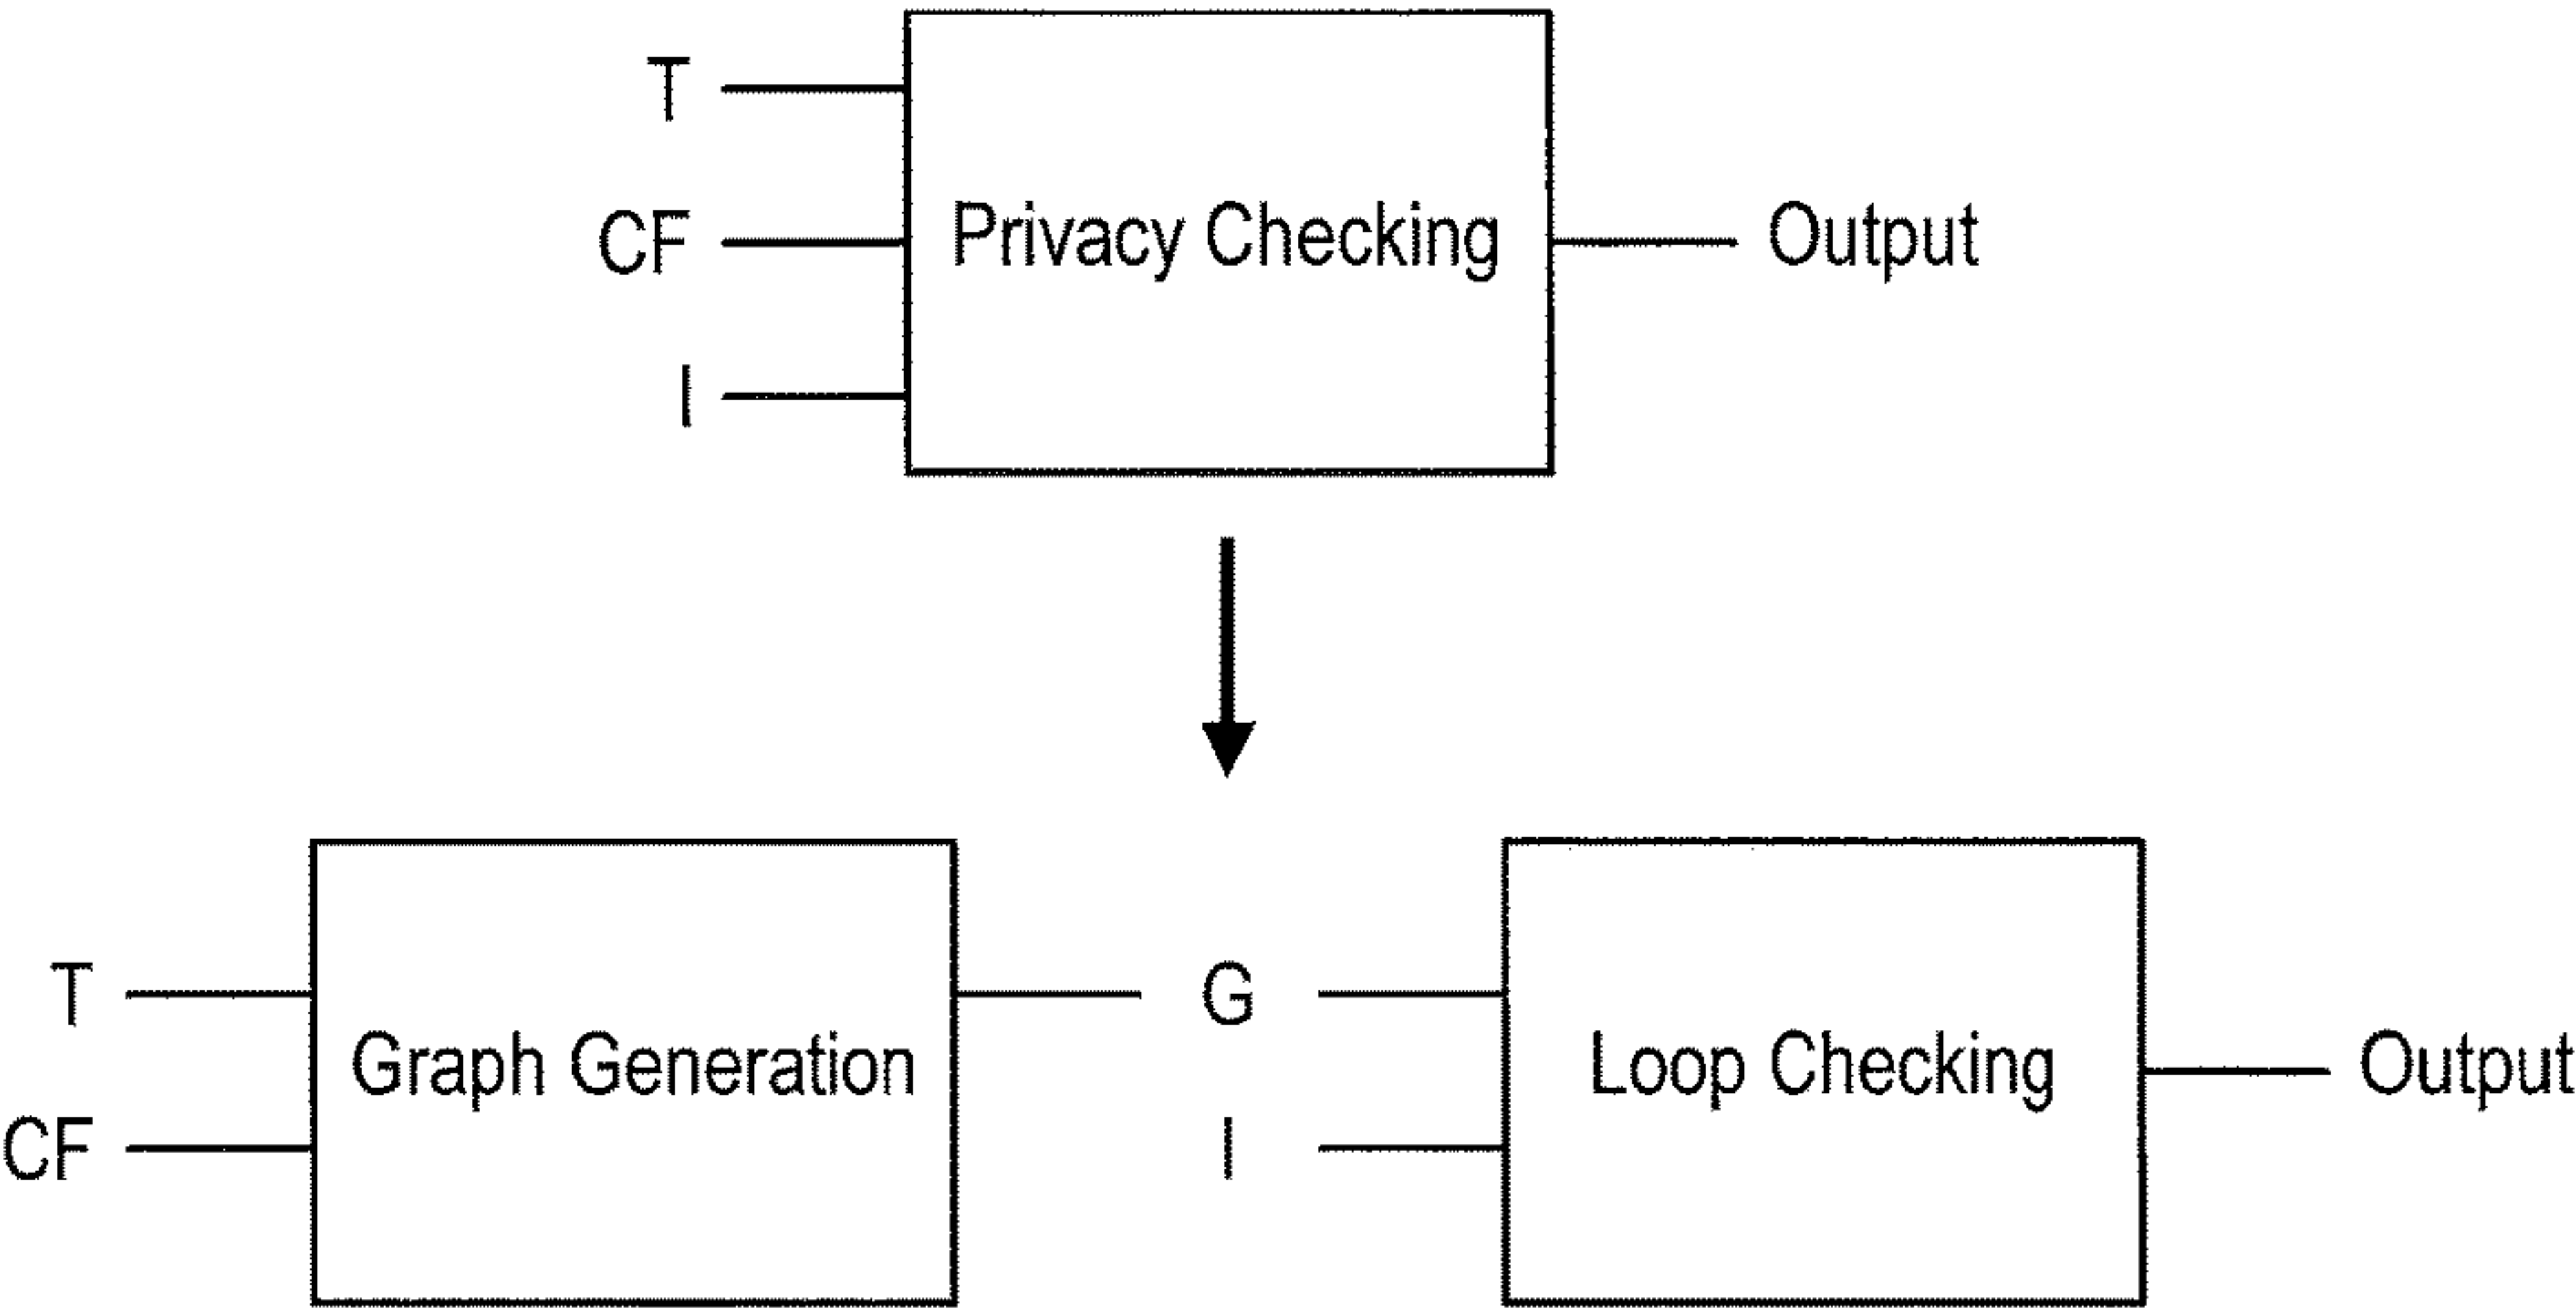 T
CF
I
Privacy Checking
Output
T
CF
Graph Generation
G
I
Loop Checking
Output